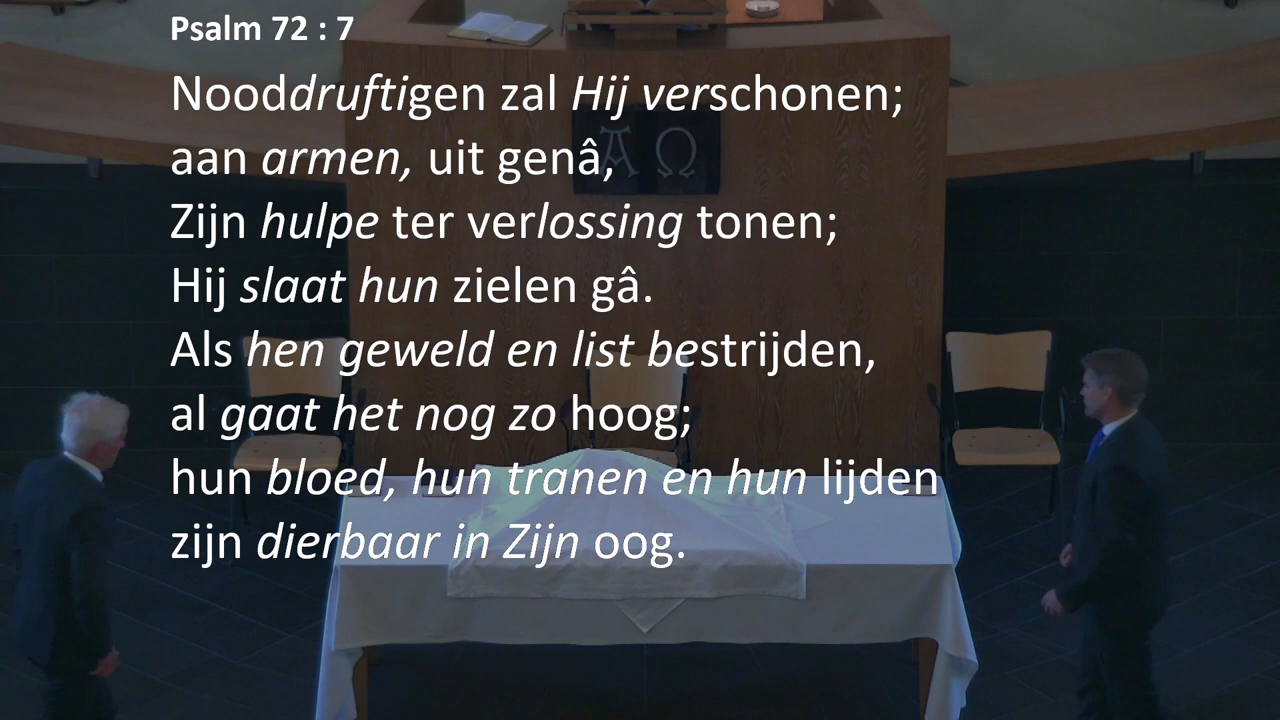 Psalm 72 : 7
Nooddruftigen zal Hij verschonen;
aan armen, uit genâ,
Zijn hulpe ter verlossing tonen;
Hij slaat hun zielen gâ.
Als hen geweld en list bestrijden,
al gaat het nog zo hoog;
hun bloed, hun tranen en hun lijden
zijn dierbaar in Zijn oog.
Α Ω